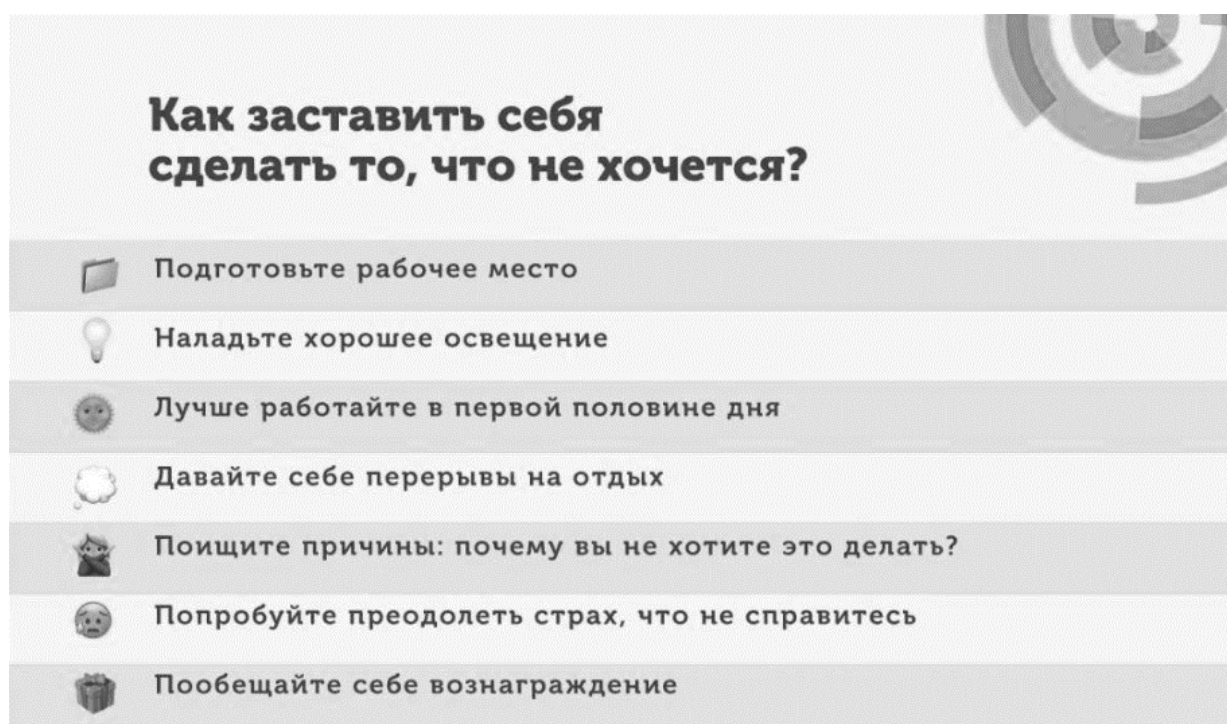 Как заставить себя
сделать то, что не хочется?
Подготовьте рабочее место
Наладьте хорошее освещение
Лучше работайте в первой половине дня
Давайте себе перерывы на отдых
Поищите причины: почему вы не хотите это делать?
Попробуйте преодолеть страх, что не справитесь
Пообещайте себе вознаграждение